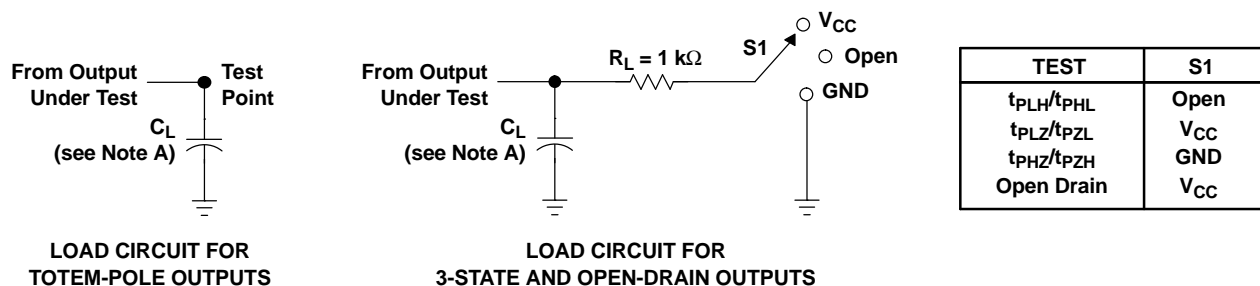 From Output
Under Test
Test
Point
CL
(see Note A)
LOAD CIRCUIT FOR
TOTEM-POLE OUTPUTS
From Output
Under Test
CL
(see Note A)
RL = 1 kΩ
S1
VCC
Open
GND
LOAD CIRCUIT FOR
3-STATE AND OPEN-DRAIN OUTPUTS
TEST S1
tPLH/tPHL Open
tPLZ/tPZL VCC
tPHZ/tPZH GND
Open Drain VCC